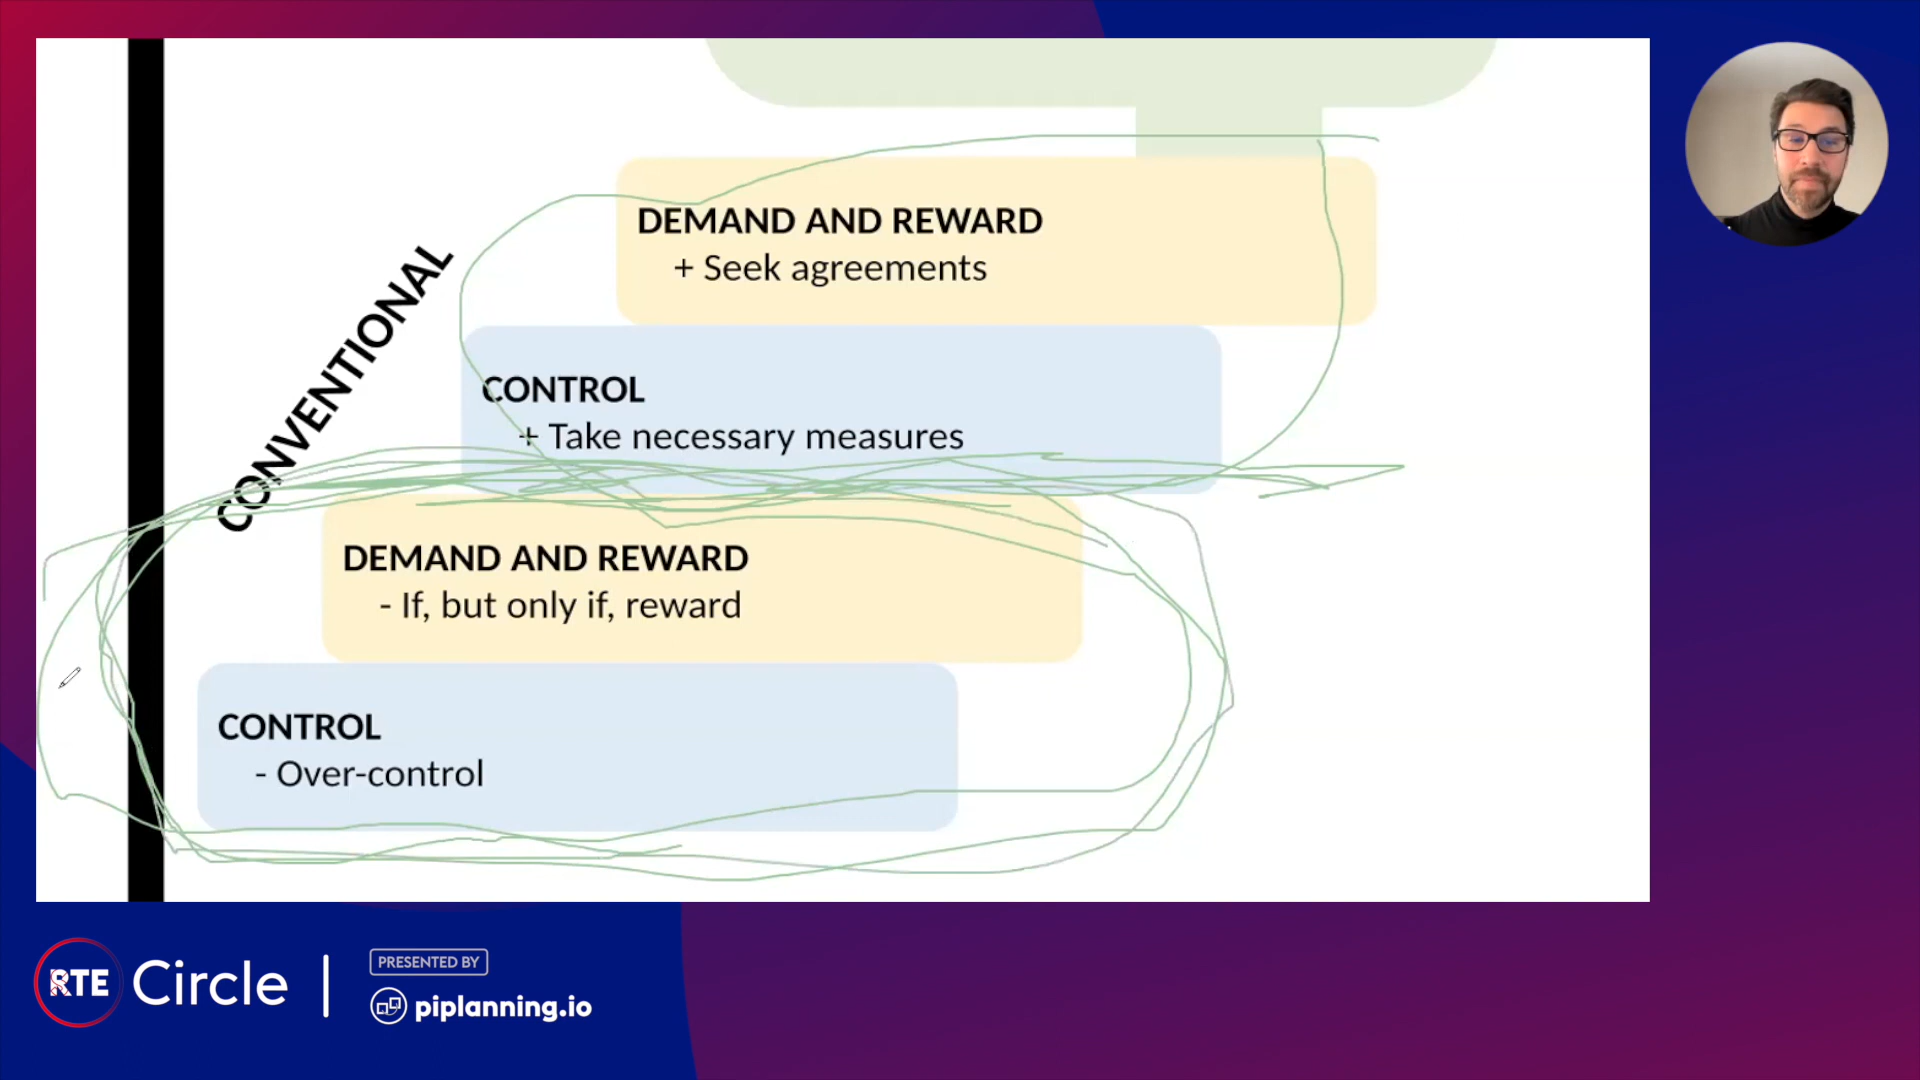 DEMAND AND REWARD
+ Seek agreements
CONVENTIONAL
CONTROL
+ Take necessary measures
DEMAND AND REWARD
- If, but only if, reward
CONTROL
- Over-control
RTE Circle
PRESENTED BY
piplanning.io